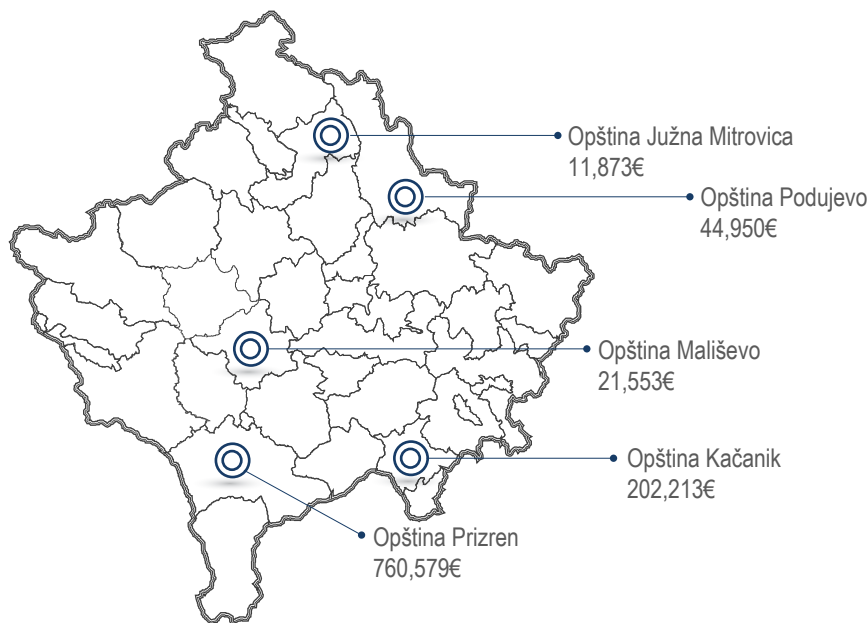 Opština Južna Mitrovica
11,873€
Opština Podujevo
44,950€
Opština Mališevo
21,553€
Opština Kačanik
202,213€
Opština Prizren
760,579€